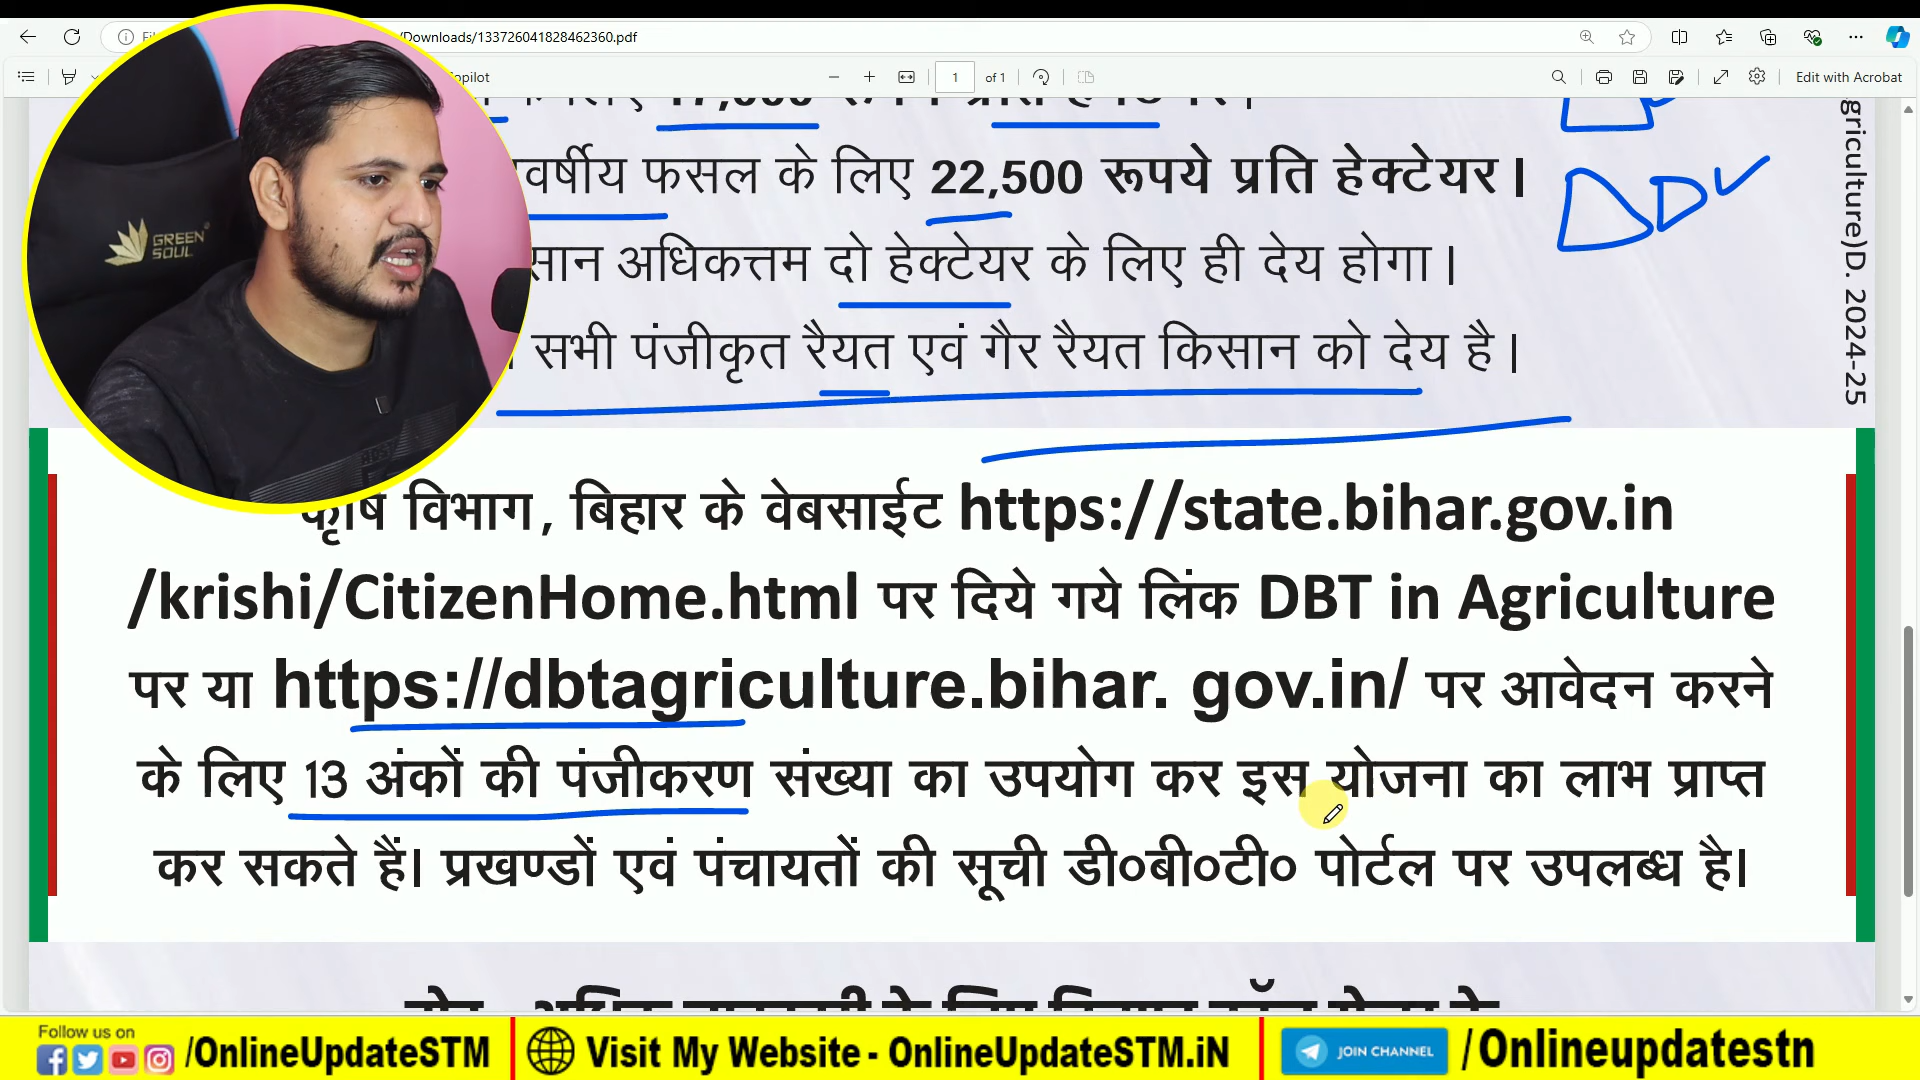 /Downloads/133726041828462360.pdf
1 of 1
Edit with Acrobat
GREEN SOUL
22,500 रूपये प्रति हेक्टेयर।
फसल के लिए
अधिकत्तम दो हेक्टेयर के लिए ही देय होगा।
सभी पंजीकृत रैयत एवं गैर रैयत किसान को देय है।
griculture)D. 2024-25
कृषि विभाग, बिहार के वेबसाईट https://state.bihar.gov.in
/krishi/CitizenHome.html पर दिये गये लिंक DBT in Agriculture
पर या https://dbtagriculture.bihar. gov.in/ पर आवेदन करने
के लिए 13 अंकों की पंजीकरण संख्या का उपयोग कर इस योजना का लाभ प्राप्त
कर सकते हैं। प्रखण्डों एवं पंचायतों की सूची डी०बी०टी० पोर्टल पर उपलब्ध है।
Follow us on
/OnlineUpdateSTM
Visit My Website - OnlineUpdateSTM.iN
JOIN CHANNEL
/Onlineupdatestn